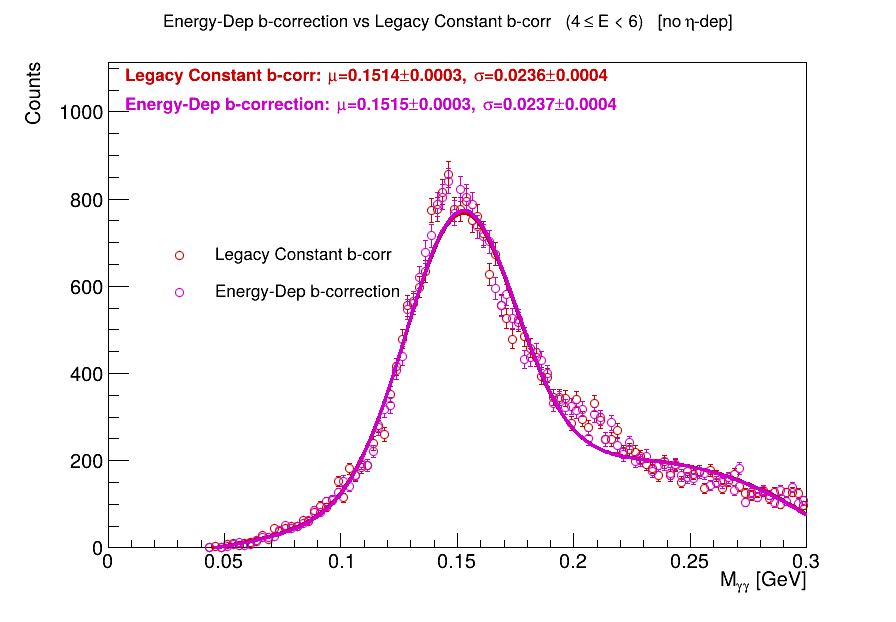 Energy-Dep b-correction vs Legacy Constant b-corr (4 ≤ E < 6) [no η-dep]
Legacy Constant b-corr: μ=0.1514±0.0003, σ=0.0236±0.0004
Energy-Dep b-correction: μ=0.1515±0.0003, σ=0.0237±0.0004
Counts
1000
800
600
400
200
0
Legacy Constant b-corr
Energy-Dep b-correction
0 0.05 0.1 0.15 0.2 0.25 0.3
Mγγ [GeV]